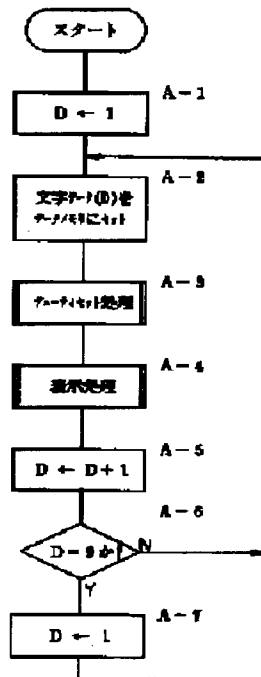 スタート
A-1
D ← 1
A-2
文字データ(D)を
データメモリにセット
A-3
デューティセット処理
A-4
表示処理
A-5
D ← D+1
A-6
D=9か N
Y
A-7
D ← 1